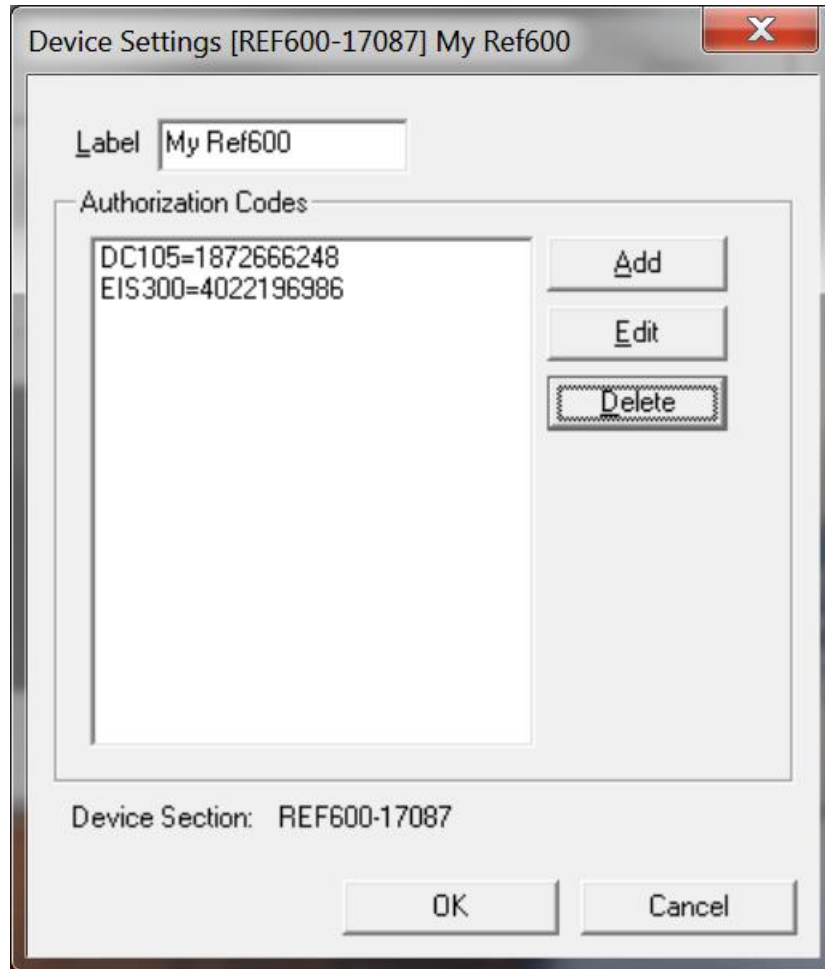 Device Settings [REF600-17087] My Ref600
Label My Ref600
Authorization Codes
DC105=1872666248
EIS300=4022196986
Add
Edit
Delete
Device Section: REF600-17087
OK Cancel